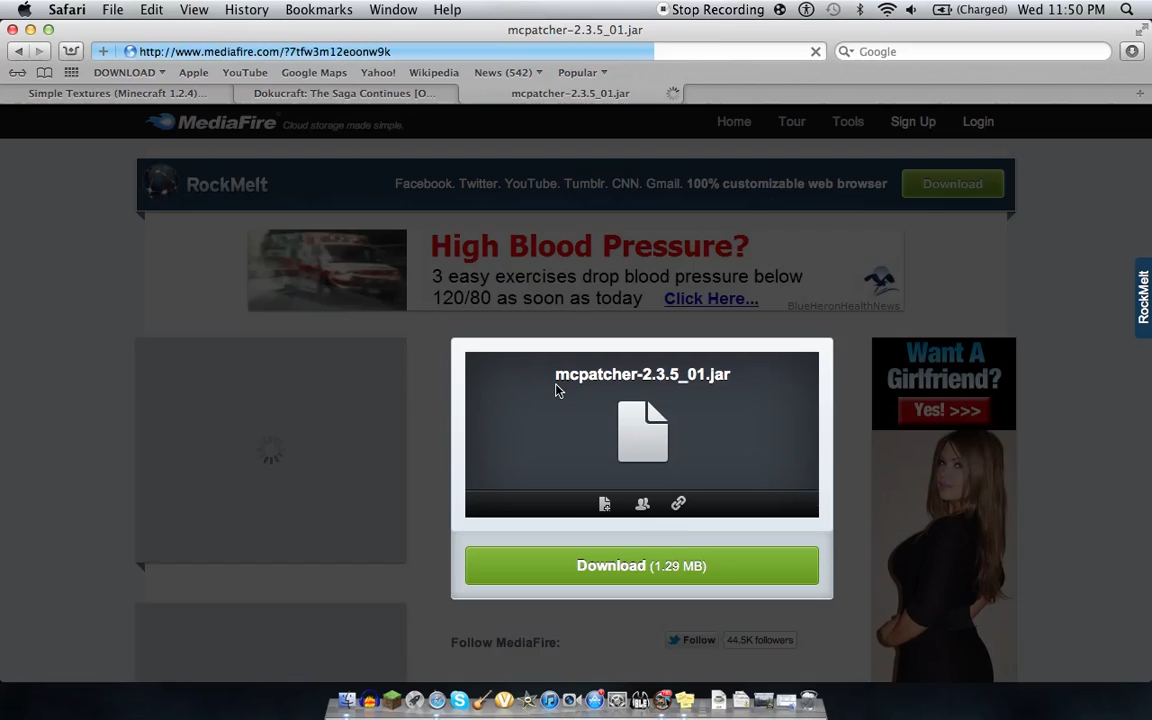 Safari File Edit View History Bookmarks Window Help Stop Recording (Charged) Wed 11:50 PM
mcpatcher-2.3.5_01.jar
http://www.mediafire.com/?7tfw3m12eoonw9k Google
DOWNLOAD Apple YouTube Google Maps Yahoo! Wikipedia News (542) Popular
Simple Textures (Minecraft 1.2.4)... Dokucraft: The Saga Continues [O... mcpatcher-2.3.5_01.jar
MediaFire Cloud storage made simple. Home Tour Tools Sign Up Login
RockMelt Facebook. Twitter. YouTube. Tumblr. CNN. Gmail. 100% customizable web browser Download
High Blood Pressure?
3 easy exercises drop blood pressure below
120/80 as soon as today Click Here...
BlueHeronHealthNews
RockMelt
mcpatcher-2.3.5_01.jar
Download (1.29 MB)
Want A
Girlfriend?
Yes! >>>
Follow MediaFire: Follow 44.5K followers